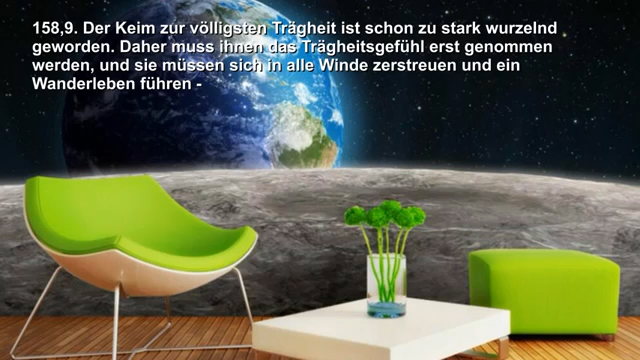 158,9. Der Keim zur völligsten Trägheit ist schon zu stark wurzelnd
geworden. Daher muss ihnen das Trägheitsgefühl erst genommen
werden, und sie müssen sich in alle Winde zerstreuen und ein
Wanderleben führen -